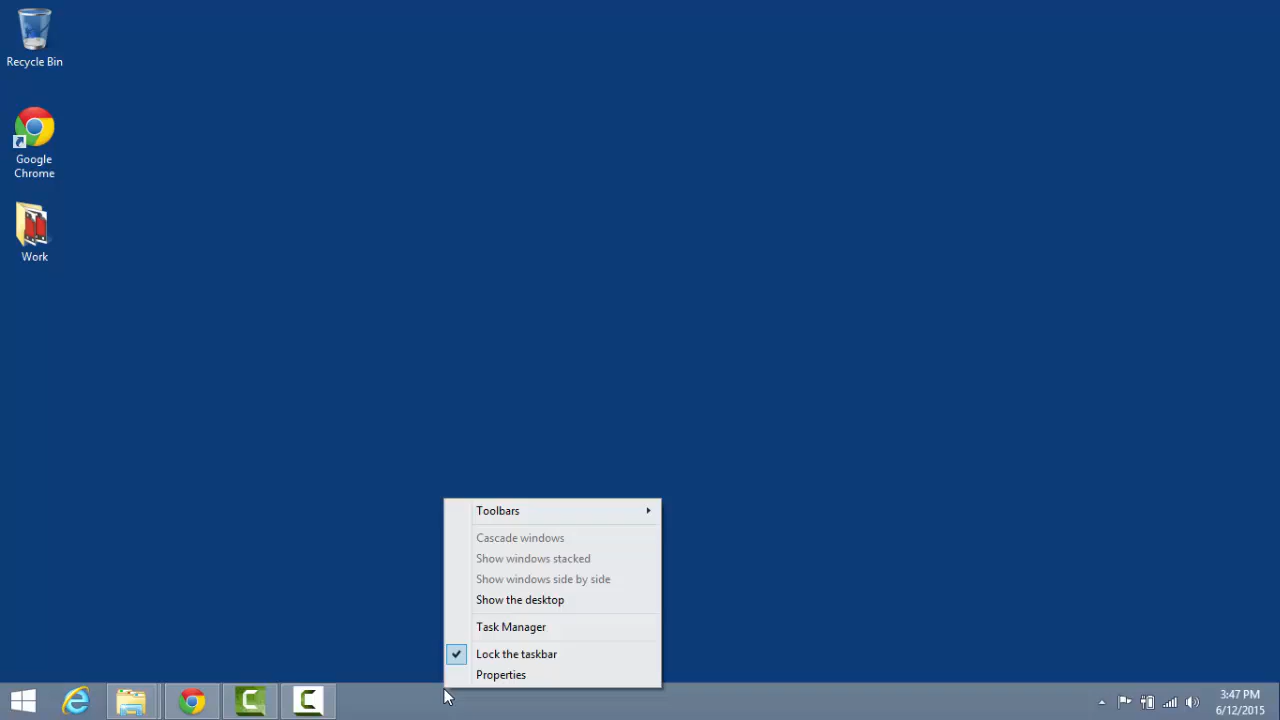 Recycle Bin
Google
Chrome
Work
Toolbars
Cascade windows
Show windows stacked
Show windows side by side
Show the desktop
Task Manager
Lock the taskbar
Properties
3:47 PM
6/12/2015